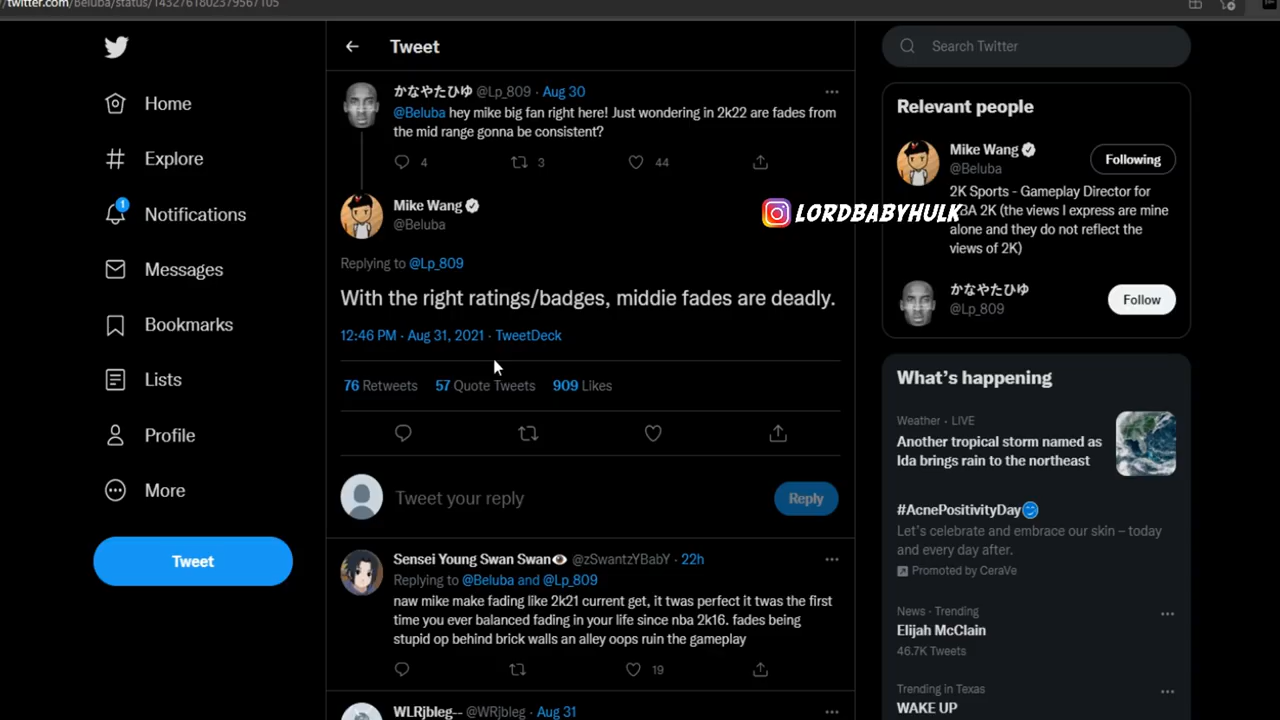 //twitter.com/beluba/status/1432761802379567105
Tweet
Search Twitter
Home
Explore
1
Notifications
Messages
Bookmarks
Lists
Profile
More
Tweet
かなやたひゆ @Lp_809 · Aug 30
@Beluba hey mike big fan right here! Just wondering in 2k22 are fades from
the mid range gonna be consistent?
4 3 44
Mike Wang
@Beluba
Replying to @Lp_809
With the right ratings/badges, middie fades are deadly.
12:46 PM · Aug 31, 2021 · TweetDeck
76 Retweets 57 Quote Tweets 909 Likes
Tweet your reply
Reply
Sensei Young Swan Swan @zSwantzYBabY · 22h
Replying to @Beluba and @Lp_809
naw mike make fading like 2k21 current get, it twas perfect it twas the first
time you ever balanced fading in your life since nba 2k16. fades being
stupid op behind brick walls an alley oops ruin the gameplay
19
WLRjbleg-- @WRjbleg · Aug 31
LORDBABYHULK
Relevant people
Mike Wang
@Beluba
Following
2K Sports - Gameplay Director for
NBA 2K (the views I express are mine
alone and they do not reflect the
views of 2K)
かなやたひゆ
@Lp_809
Follow
What's happening
Weather · LIVE
Another tropical storm named as
Ida brings rain to the northeast
#AcnePositivityDay
Let's celebrate and embrace our skin – today
and every day after.
Promoted by CeraVe
News · Trending
Elijah McClain
46.7K Tweets
Trending in Texas
WAKE UP